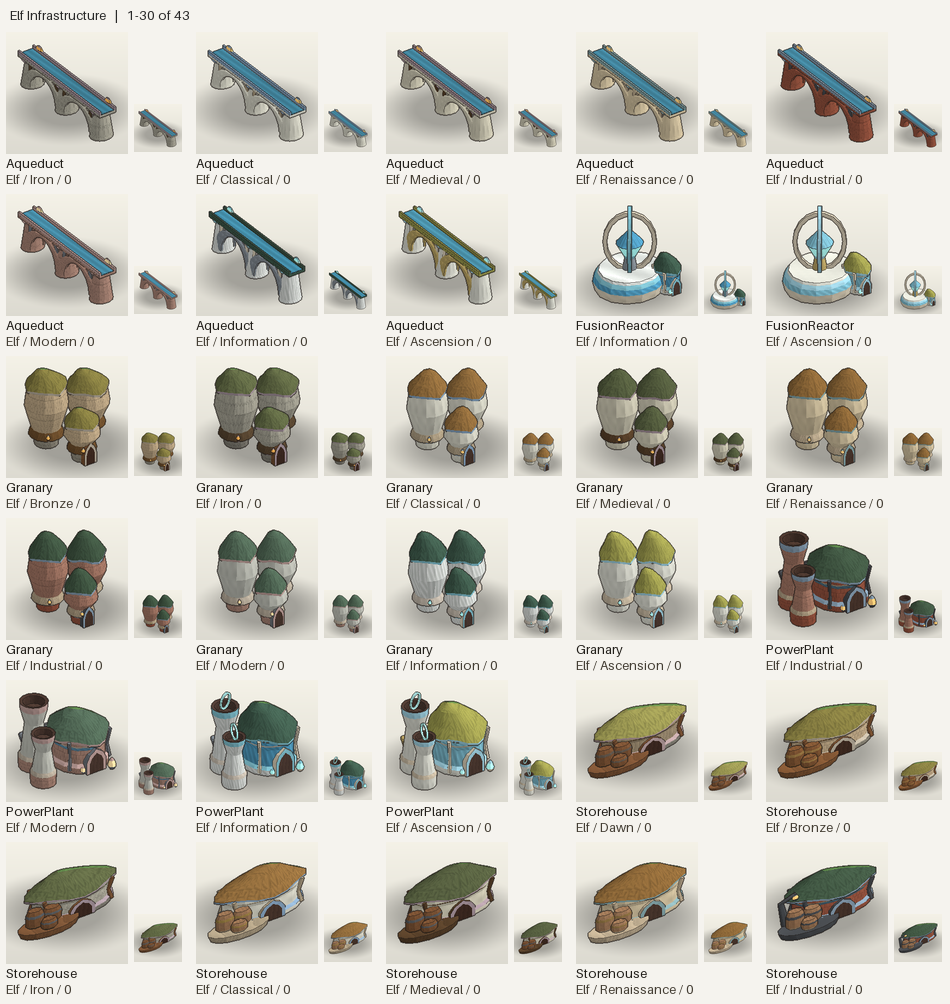 Elf Infrastructure | 1-30 of 43
Aqueduct
Elf / Iron / 0
Aqueduct
Elf / Classical / 0
Aqueduct
Elf / Medieval / 0
Aqueduct
Elf / Renaissance / 0
Aqueduct
Elf / Industrial / 0
Aqueduct
Elf / Modern / 0
Aqueduct
Elf / Information / 0
Aqueduct
Elf / Ascension / 0
FusionReactor
Elf / Information / 0
FusionReactor
Elf / Ascension / 0
Granary
Elf / Bronze / 0
Granary
Elf / Iron / 0
Granary
Elf / Classical / 0
Granary
Elf / Medieval / 0
Granary
Elf / Renaissance / 0
Granary
Elf / Industrial / 0
Granary
Elf / Modern / 0
Granary
Elf / Information / 0
Granary
Elf / Ascension / 0
PowerPlant
Elf / Industrial / 0
PowerPlant
Elf / Modern / 0
PowerPlant
Elf / Information / 0
PowerPlant
Elf / Ascension / 0
Storehouse
Elf / Dawn / 0
Storehouse
Elf / Bronze / 0
Storehouse
Elf / Iron / 0
Storehouse
Elf / Classical / 0
Storehouse
Elf / Medieval / 0
Storehouse
Elf / Renaissance / 0
Storehouse
Elf / Industrial / 0